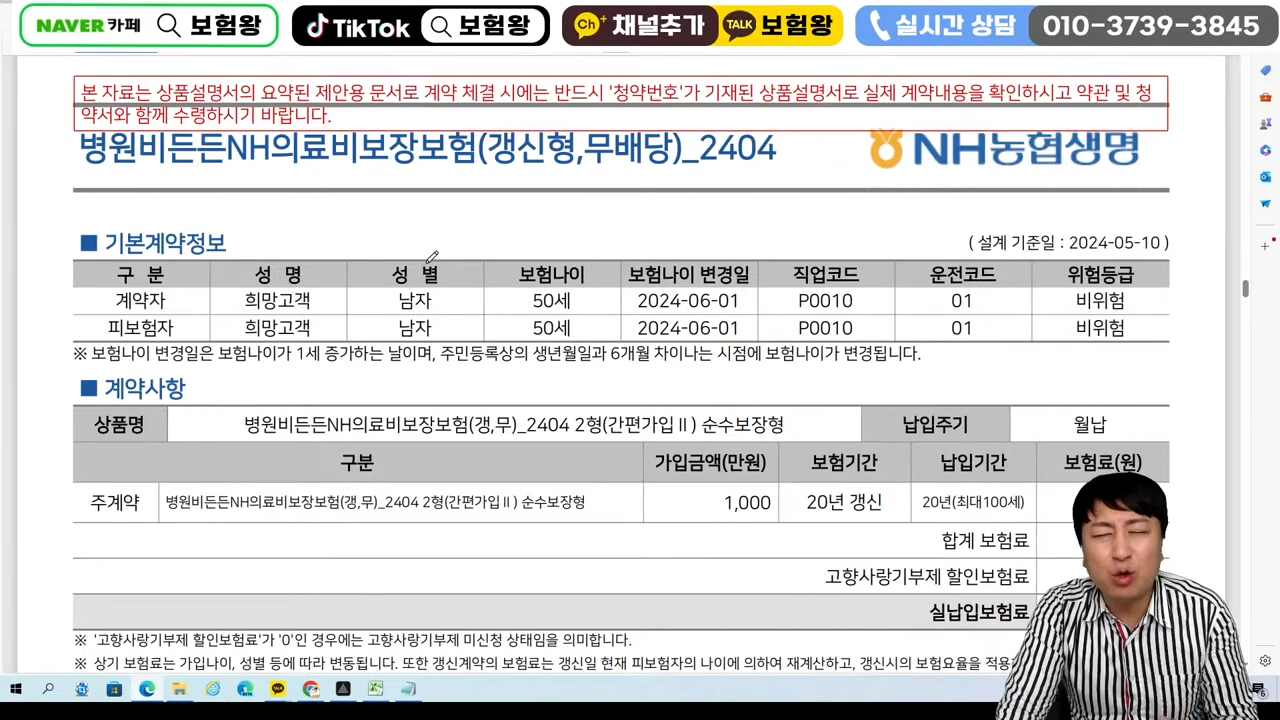 NAVER 카페 보험왕 TikTok 보험왕 Ch+ 채널추가 TALK 보험왕 실시간 상담 010-3739-3845
본 자료는 상품설명서의 요약된 제안용 문서로 계약 체결 시에는 반드시 '청약번호'가 기재된 상품설명서로 실제 계약내용을 확인하시고 약관 및 청
약서와 함께 수령하시기 바랍니다.
병원비든든NH의료비보장보험(갱신형,무배당)_2404 NH농협생명
■ 기본계약정보 ( 설계 기준일 : 2024-05-10 )
구 분 성 명 성 별 보험나이 보험나이 변경일 직업코드 운전코드 위험등급
계약자 희망고객 남자 50세 2024-06-01 P0010 01 비위험
피보험자 희망고객 남자 50세 2024-06-01 P0010 01 비위험
※ 보험나이 변경일은 보험나이가 1세 증가하는 날이며, 주민등록상의 생년월일과 6개월 차이나는 시점에 보험나이가 변경됩니다.
■ 계약사항
상품명 병원비든든NH의료비보장보험(갱,무)_2404 2형(간편가입Ⅱ) 순수보장형 납입주기 월납
구분 가입금액(만원) 보험기간 납입기간 보험료(원)
주계약 병원비든든NH의료비보장보험(갱,무)_2404 2형(간편가입Ⅱ) 순수보장형 1,000 20년 갱신 20년(최대100세)
합계 보험료
고향사랑기부제 할인보험료
실납입보험료
※ '고향사랑기부제 할인보험료'가 '0'인 경우에는 고향사랑기부제 미신청 상태임을 의미합니다.
※ 상기 보험료는 가입나이, 성별 등에 따라 변동됩니다. 또한 갱신계약의 보험료는 갱신일 현재 피보험자의 나이에 의하여 재계산하고, 갱신시의 보험요율을 적용